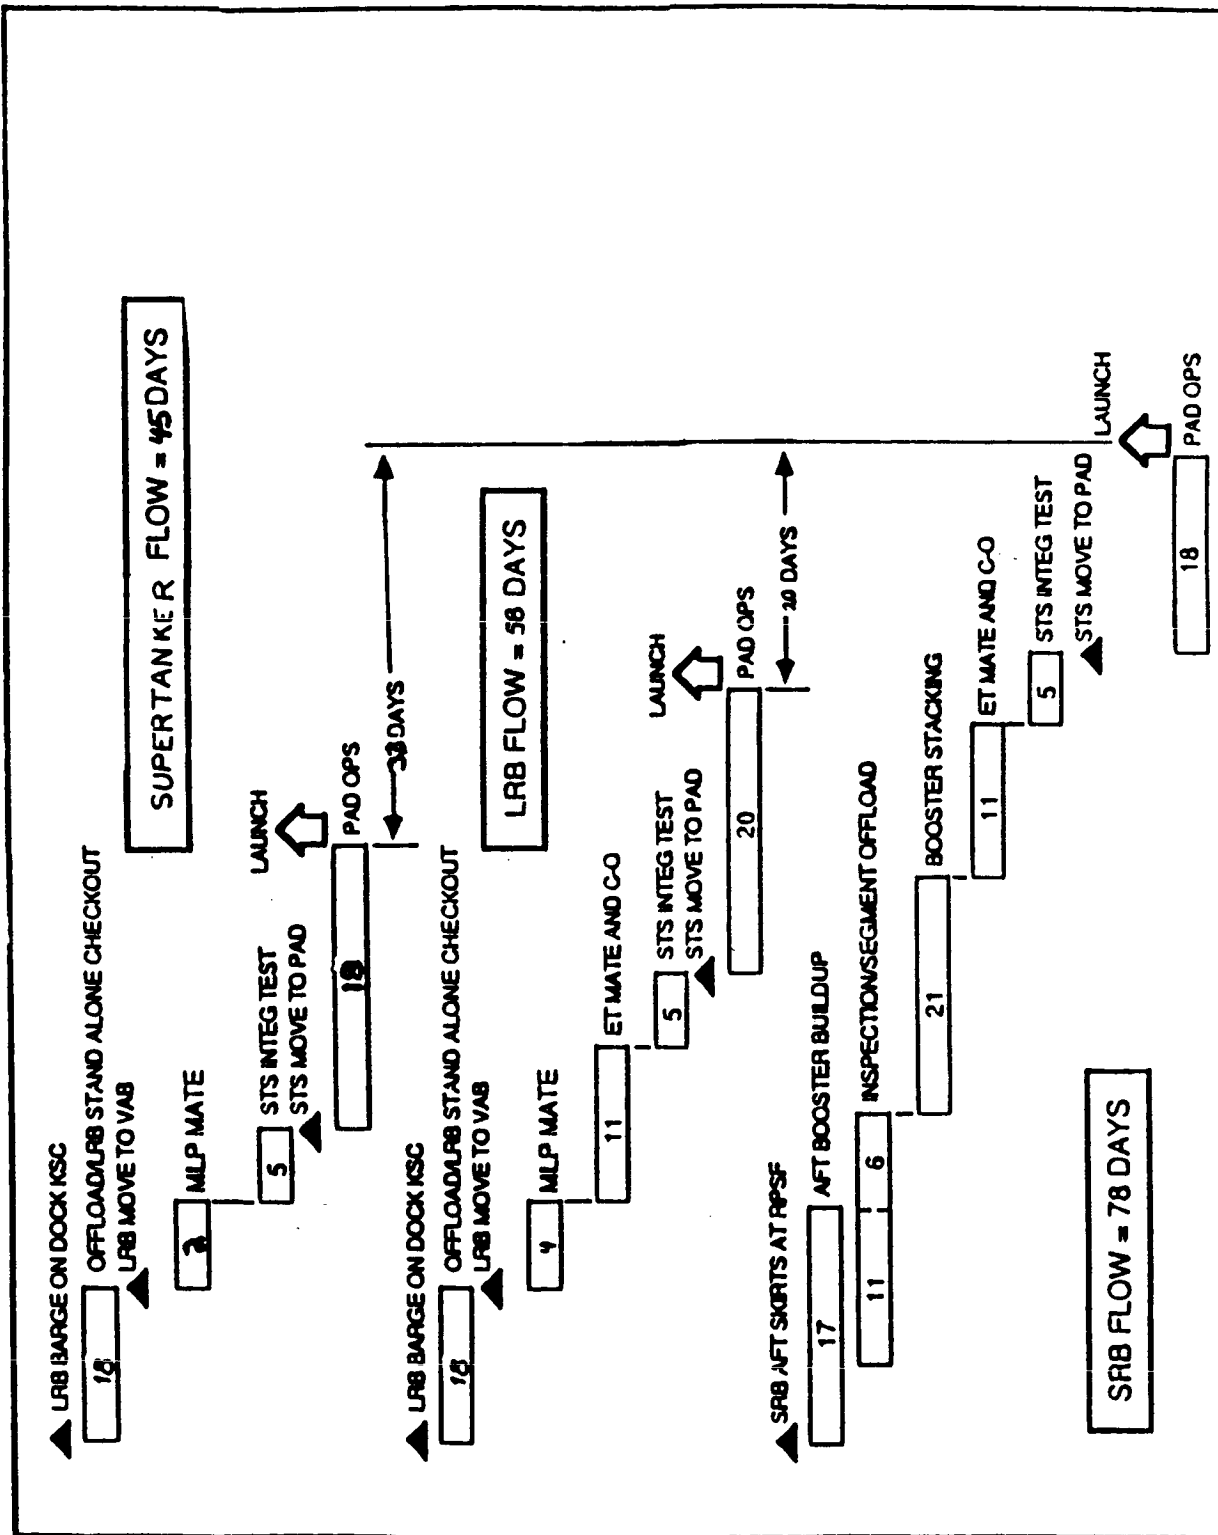 LRB BARGE ON DOCK KSC
18
OFFLOAD/LRB STAND ALONE CHECKOUT
LRB MOVE TO VAB
MLP MATE
5
STS INTEG TEST
STS MOVE TO PAD
18
PAD OPS
LAUNCH
SUPERTANKER FLOW = 45 DAYS
33 DAYS
LRB BARGE ON DOCK KSC
18
OFFLOAD/LRB STAND ALONE CHECKOUT
LRB MOVE TO VAB
4
MLP MATE
11
ET MATE AND C-O
5
STS INTEG TEST
STS MOVE TO PAD
20
PAD OPS
LAUNCH
LRB FLOW = 58 DAYS
20 DAYS
SRB AFT SKIRTS AT RPSF
17
AFT BOOSTER BUILDUP
11
6
INSPECTION/SEGMENT OFFLOAD
21
BOOSTER STACKING
11
ET MATE AND C-O
5
STS INTEG TEST
STS MOVE TO PAD
18
PAD OPS
LAUNCH
SRB FLOW = 78 DAYS